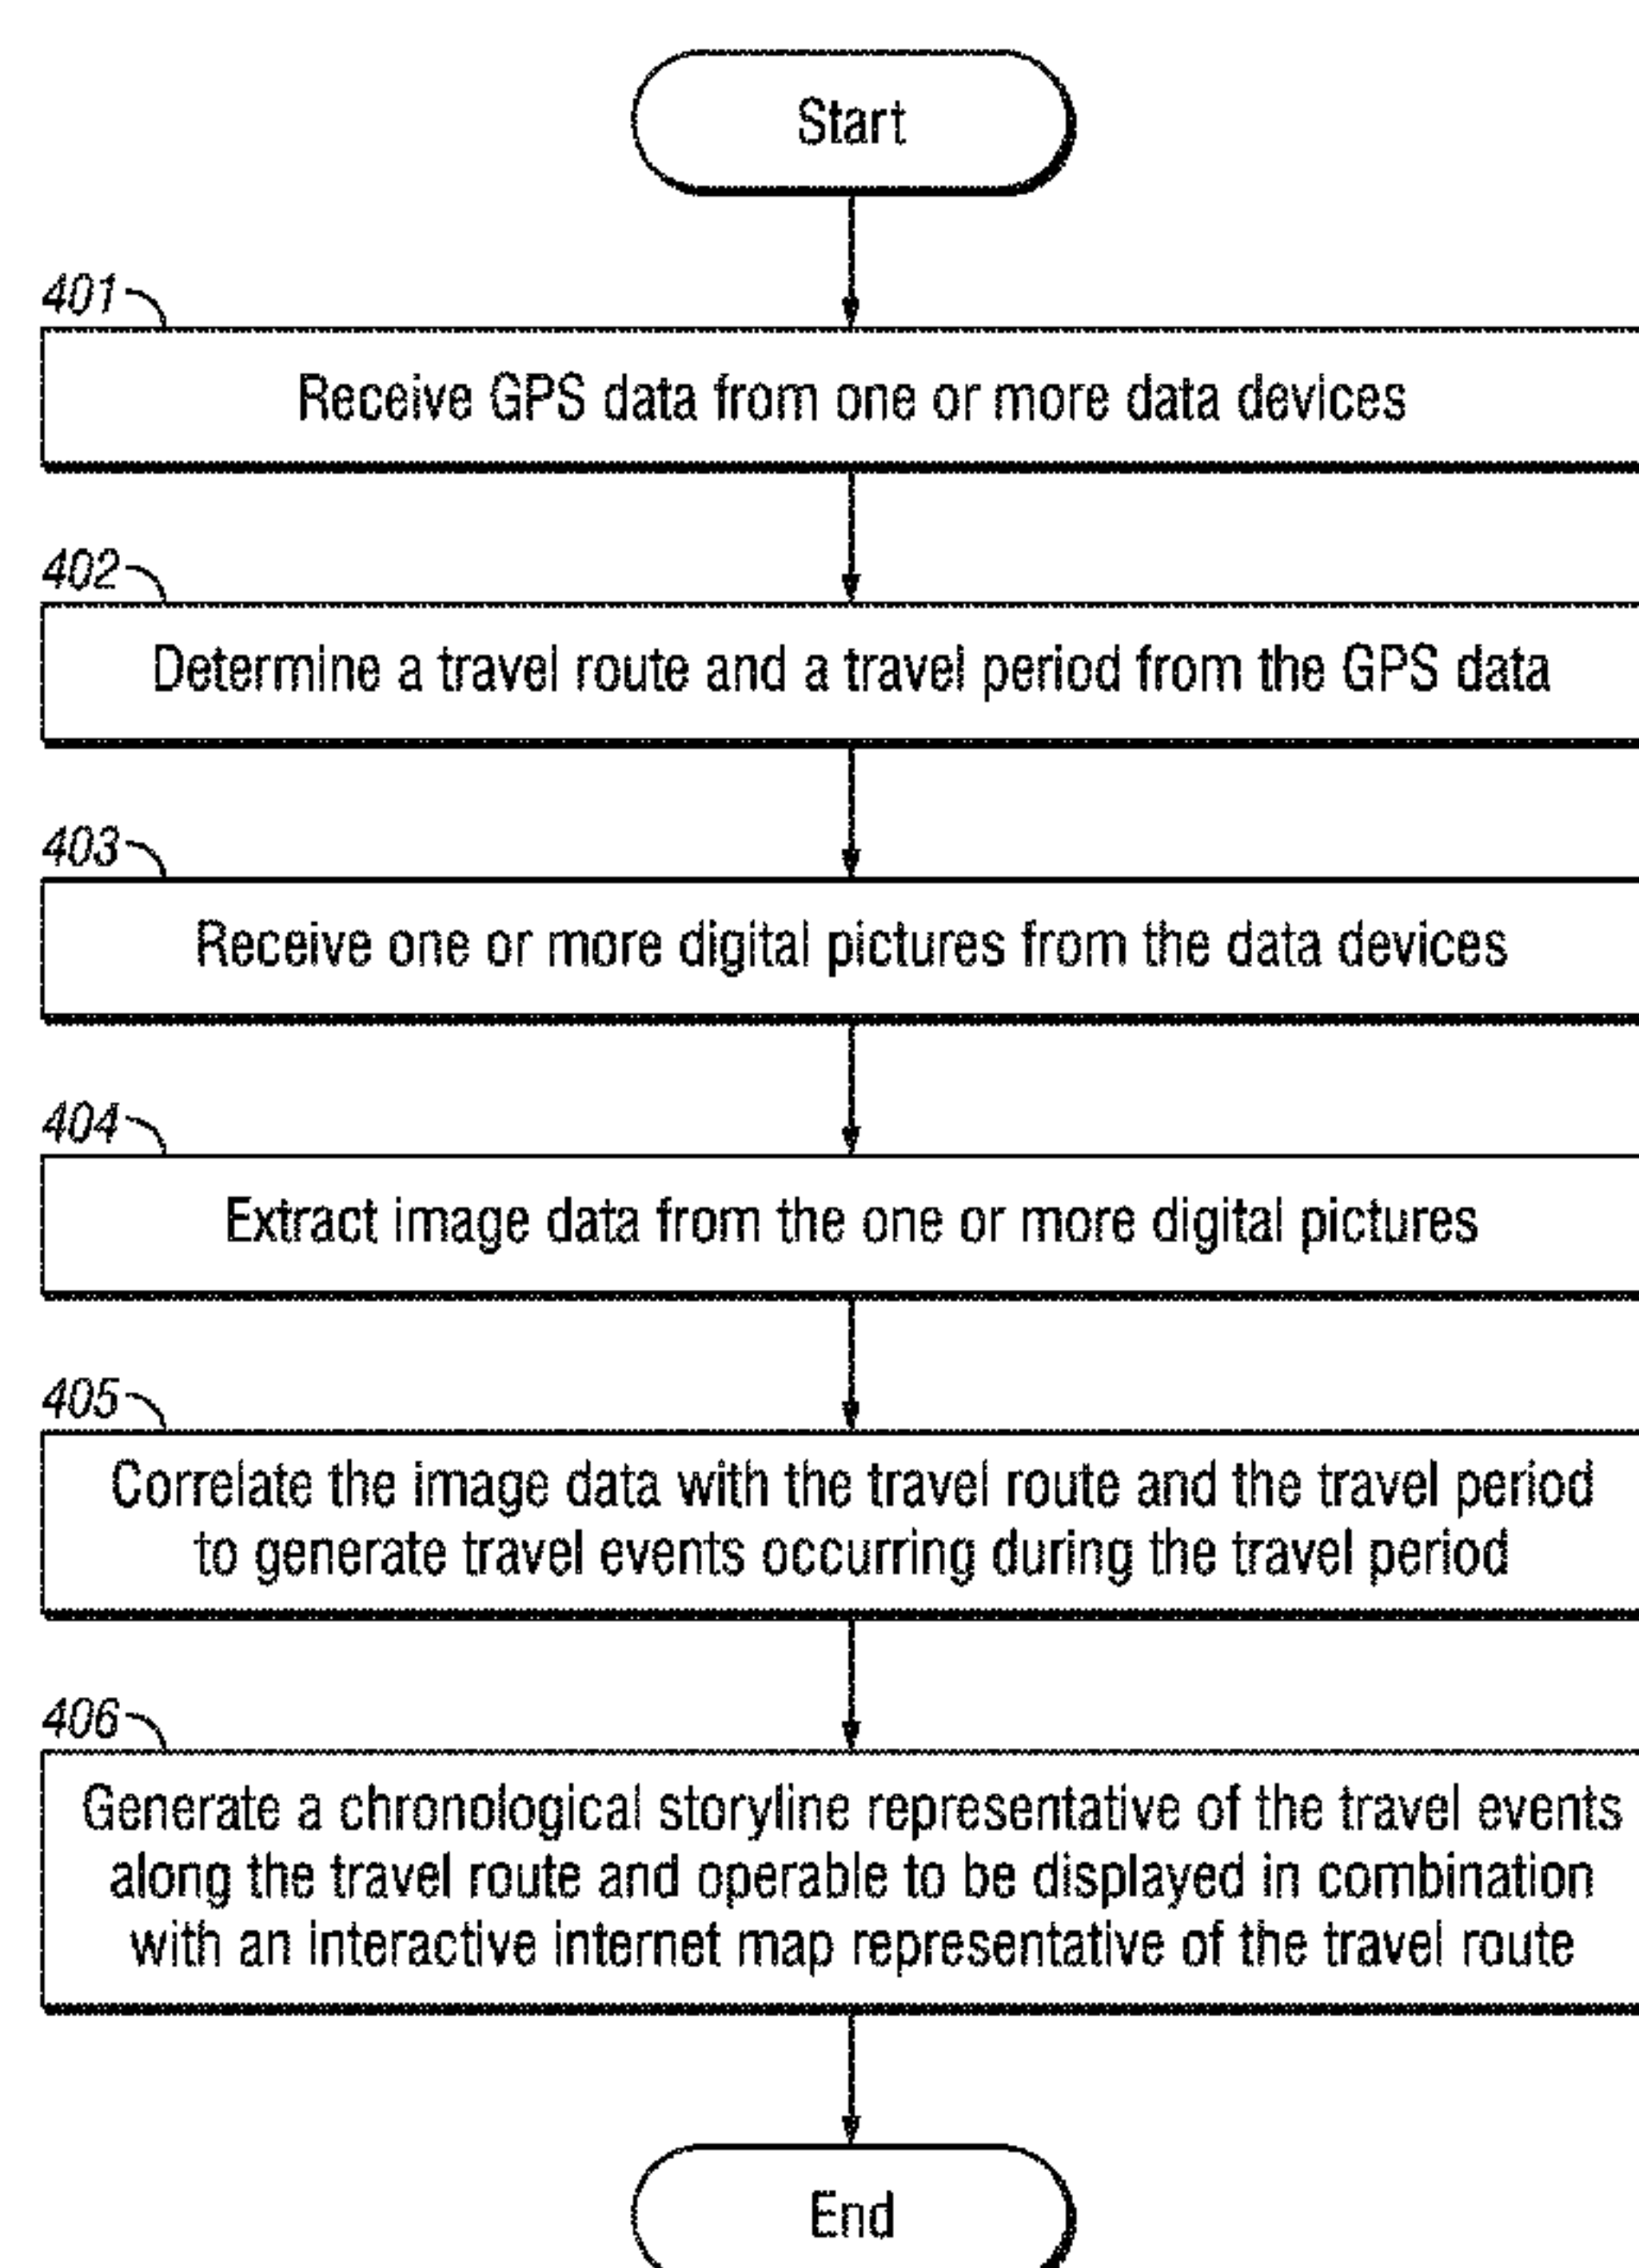 Start
401
Receive GPS data from one or more data devices
402
Determine a travel route and a travel period from the GPS data
403
Receive one or more digital pictures from the data devices
404
Extract image data from the one or more digital pictures
405
Correlate the image data with the travel route and the travel period
to generate travel events occurring during the travel period
406
Generate a chronological storyline representative of the travel events
along the travel route and operable to be displayed in combination
with an interactive internet map representative of the travel route
End